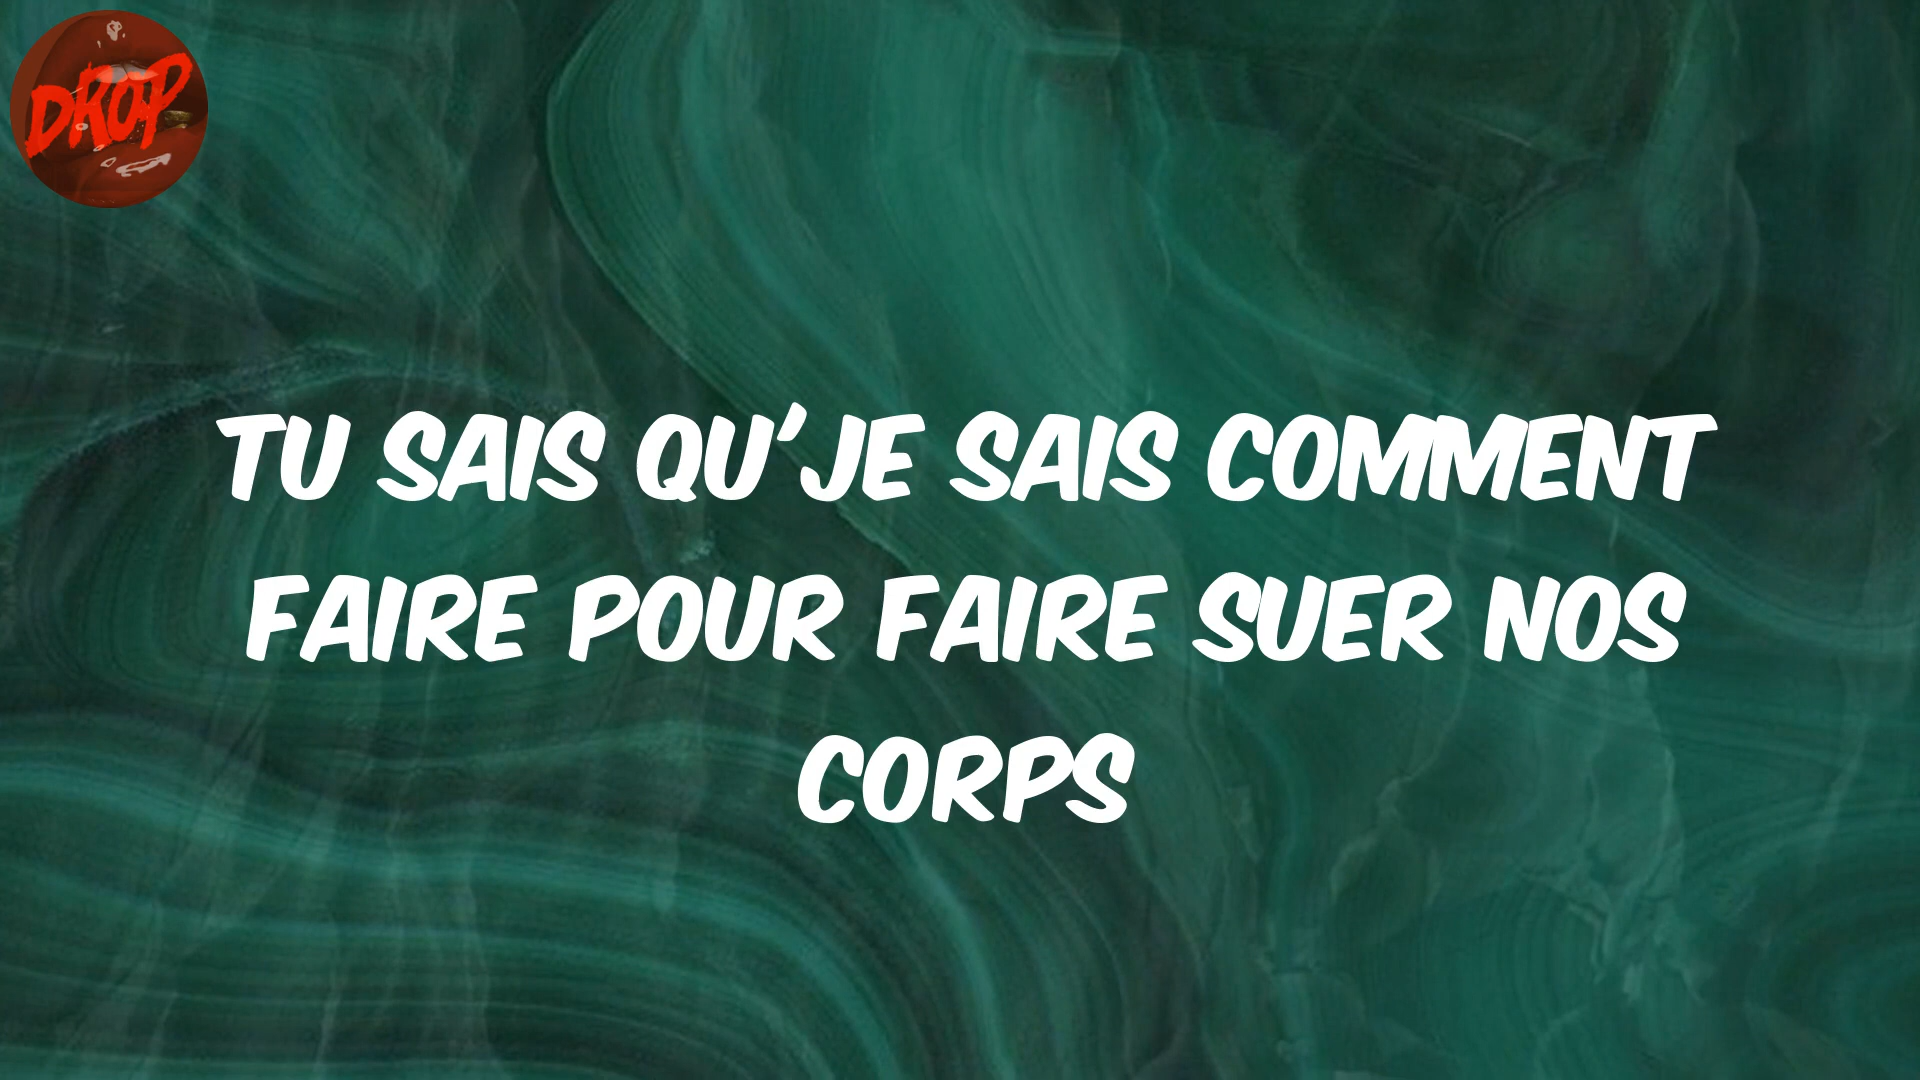 DROP
TU SAIS QU'JE SAIS COMMENT
FAIRE POUR FAIRE SUER NOS
CORPS